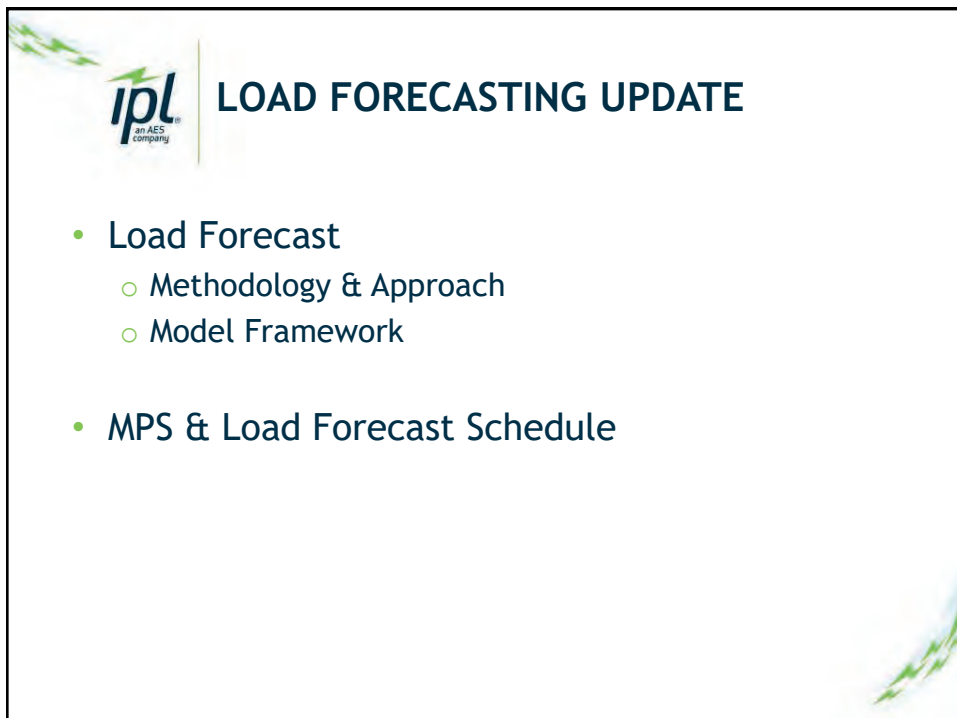 ipl
an AES
company
LOAD FORECASTING UPDATE
• Load Forecast
o Methodology & Approach
o Model Framework
• MPS & Load Forecast Schedule